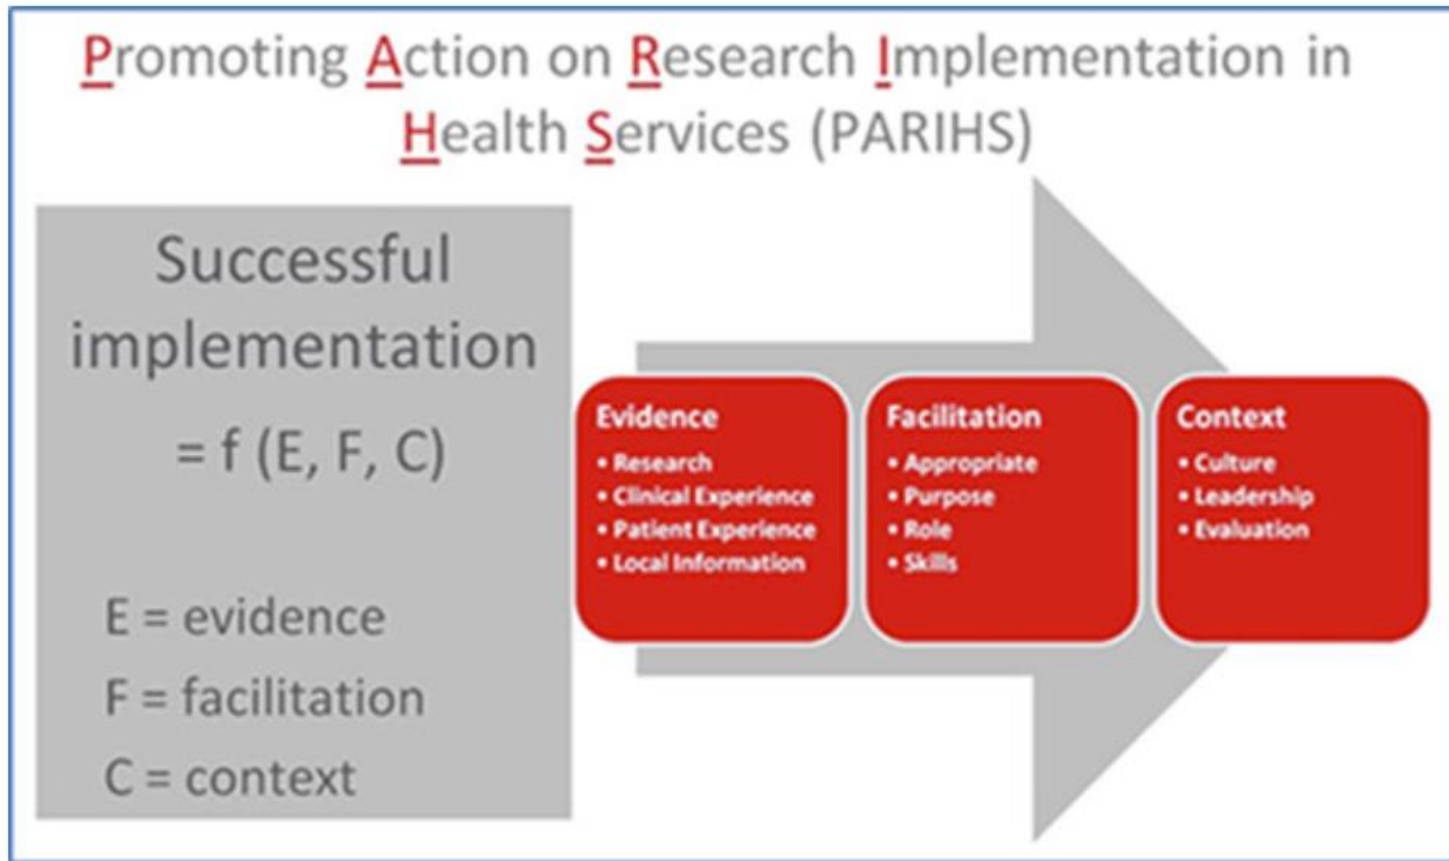 Promoting Action on Research Implementation in
Health Services (PARIHS)
Successful
implementation
= f (E, F, C)
E = evidence
F = facilitation
C = context
Evidence
• Research
• Clinical Experience
• Patient Experience
• Local Information
Facilitation
• Appropriate
• Purpose
• Role
• Skills
Context
• Culture
• Leadership
• Evaluation